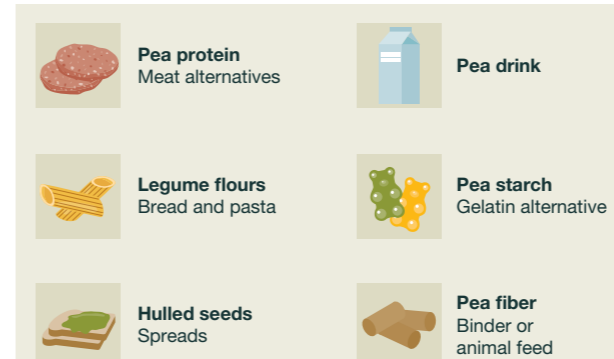 Pea protein
Meat alternatives
Pea drink
Legume flours
Bread and pasta
Pea starch
Gelatin alternative
Hulled seeds
Spreads
Pea fiber
Binder or
animal feed